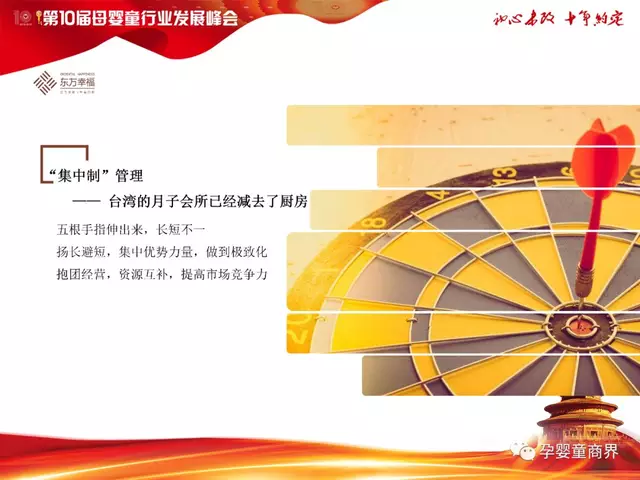 第10届母婴童行业发展峰会
初心未改 十年约定
东万幸福
“集中制”管理
—— 台湾的月子会所已经减去了厨房
五根手指伸出来，长短不一
扬长避短，集中优势力量，做到极致化
抱团经营，资源互补，提高市场竞争力
孕婴童商界